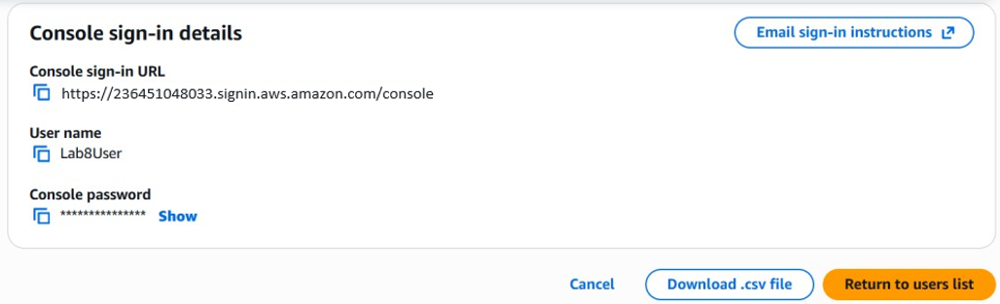 Console sign-in details
Email sign-in instructions
Console sign-in URL
https://236451048033.signin.aws.amazon.com/console
User name
Lab8User
Console password
*************** Show
Cancel
Download .csv file
Return to users list